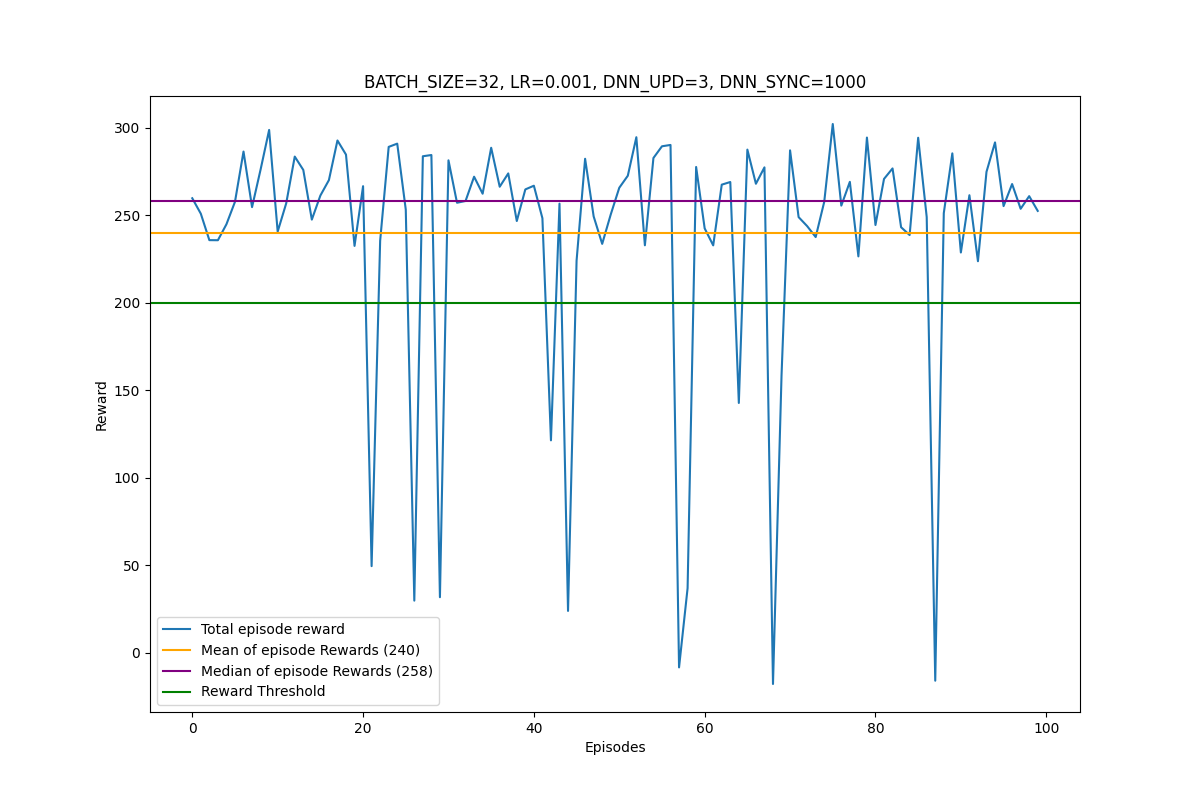 BATCH_SIZE=32, LR=0.001, DNN_UPD=3, DNN_SYNC=1000
300
250
200
150
100
50
0
Reward
Total episode reward
Mean of episode Rewards (240)
Median of episode Rewards (258)
Reward Threshold
0 20 40 60 80 100
Episodes